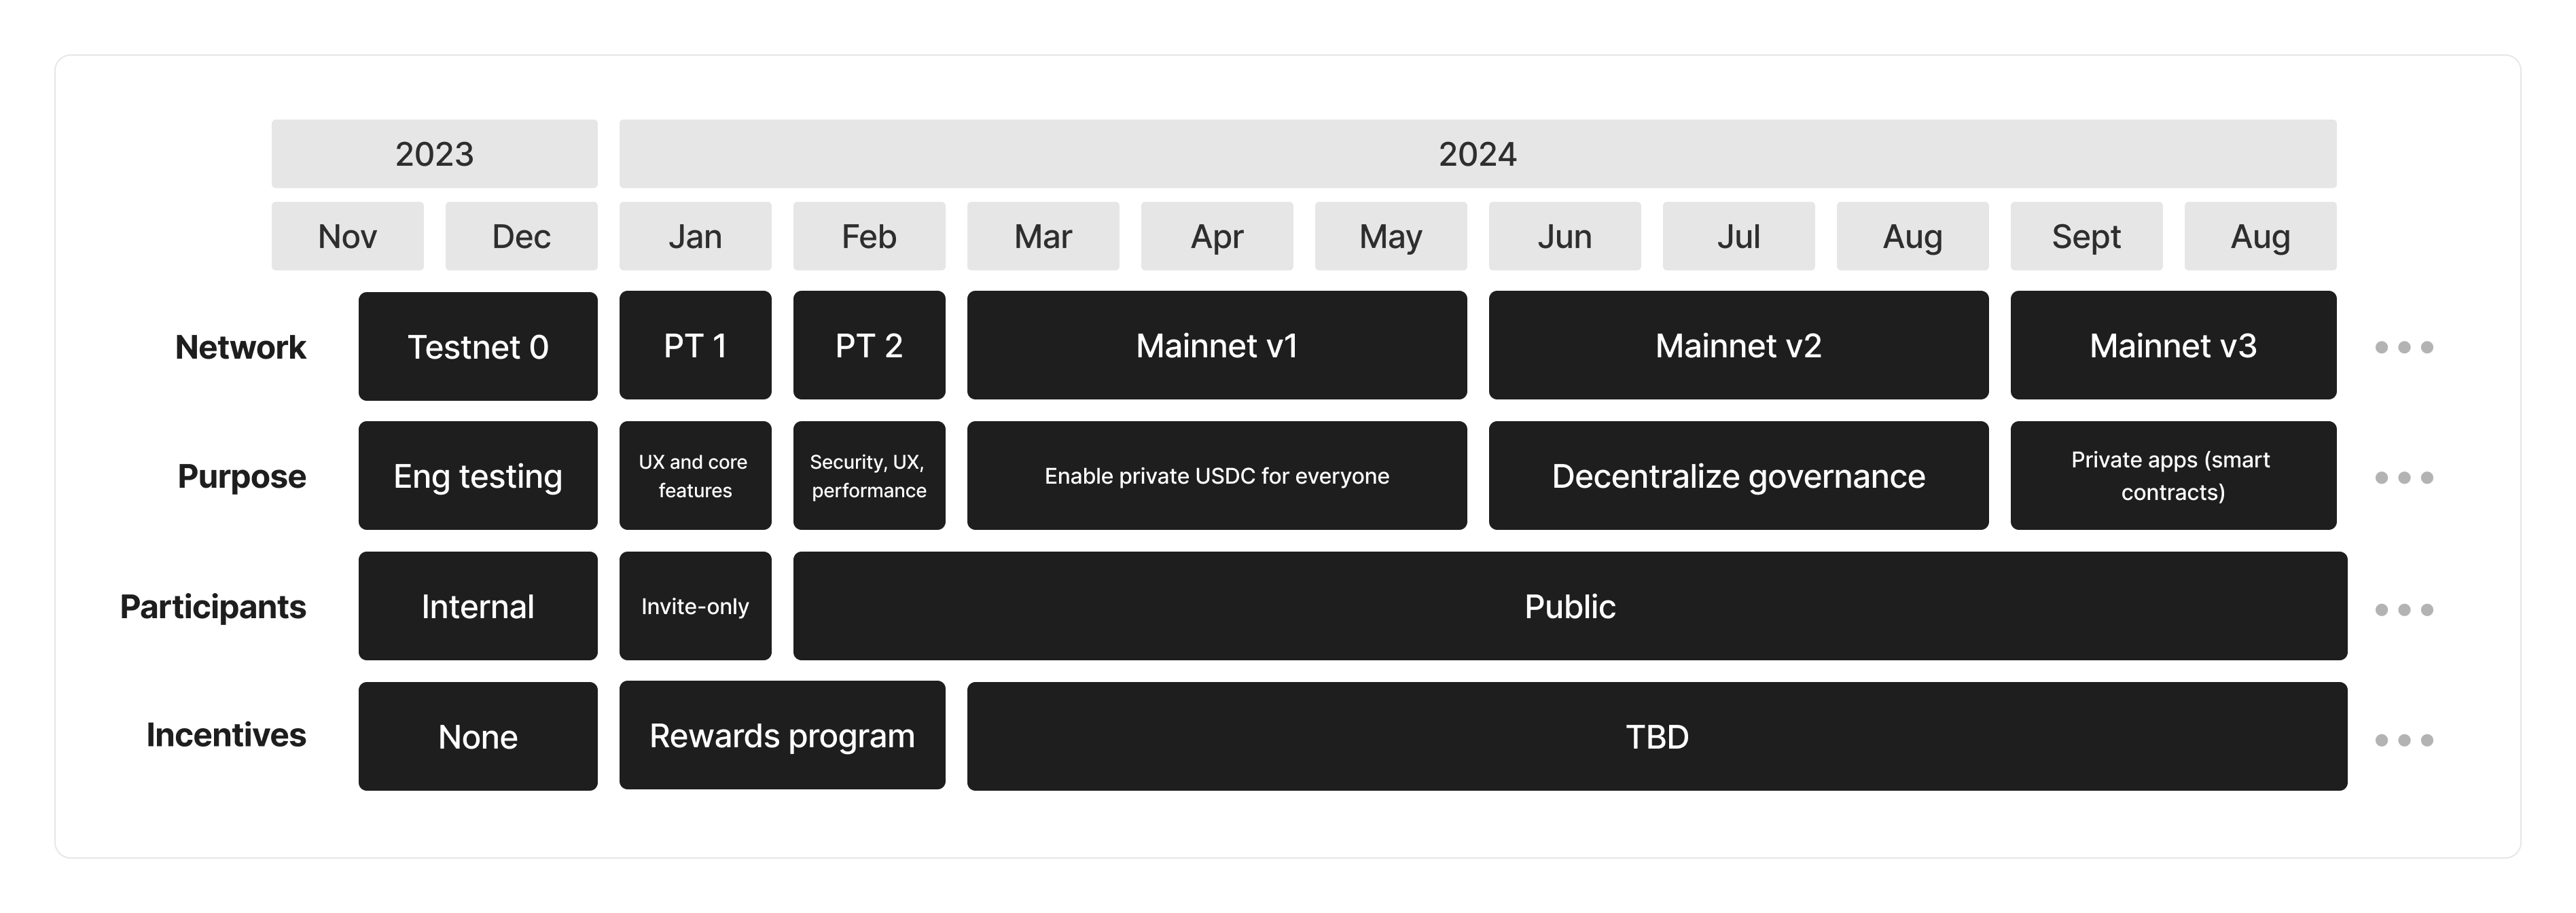 2023 2024
Nov Dec Jan Feb Mar Apr May Jun Jul Aug Sept Aug
Network Testnet 0 PT 1 PT 2 Mainnet v1 Mainnet v2 Mainnet v3
Purpose Eng testing UX and core features Security, UX, performance Enable private USDC for everyone Decentralize governance Private apps (smart contracts)
Participants Internal Invite-only Public
Incentives None Rewards program TBD